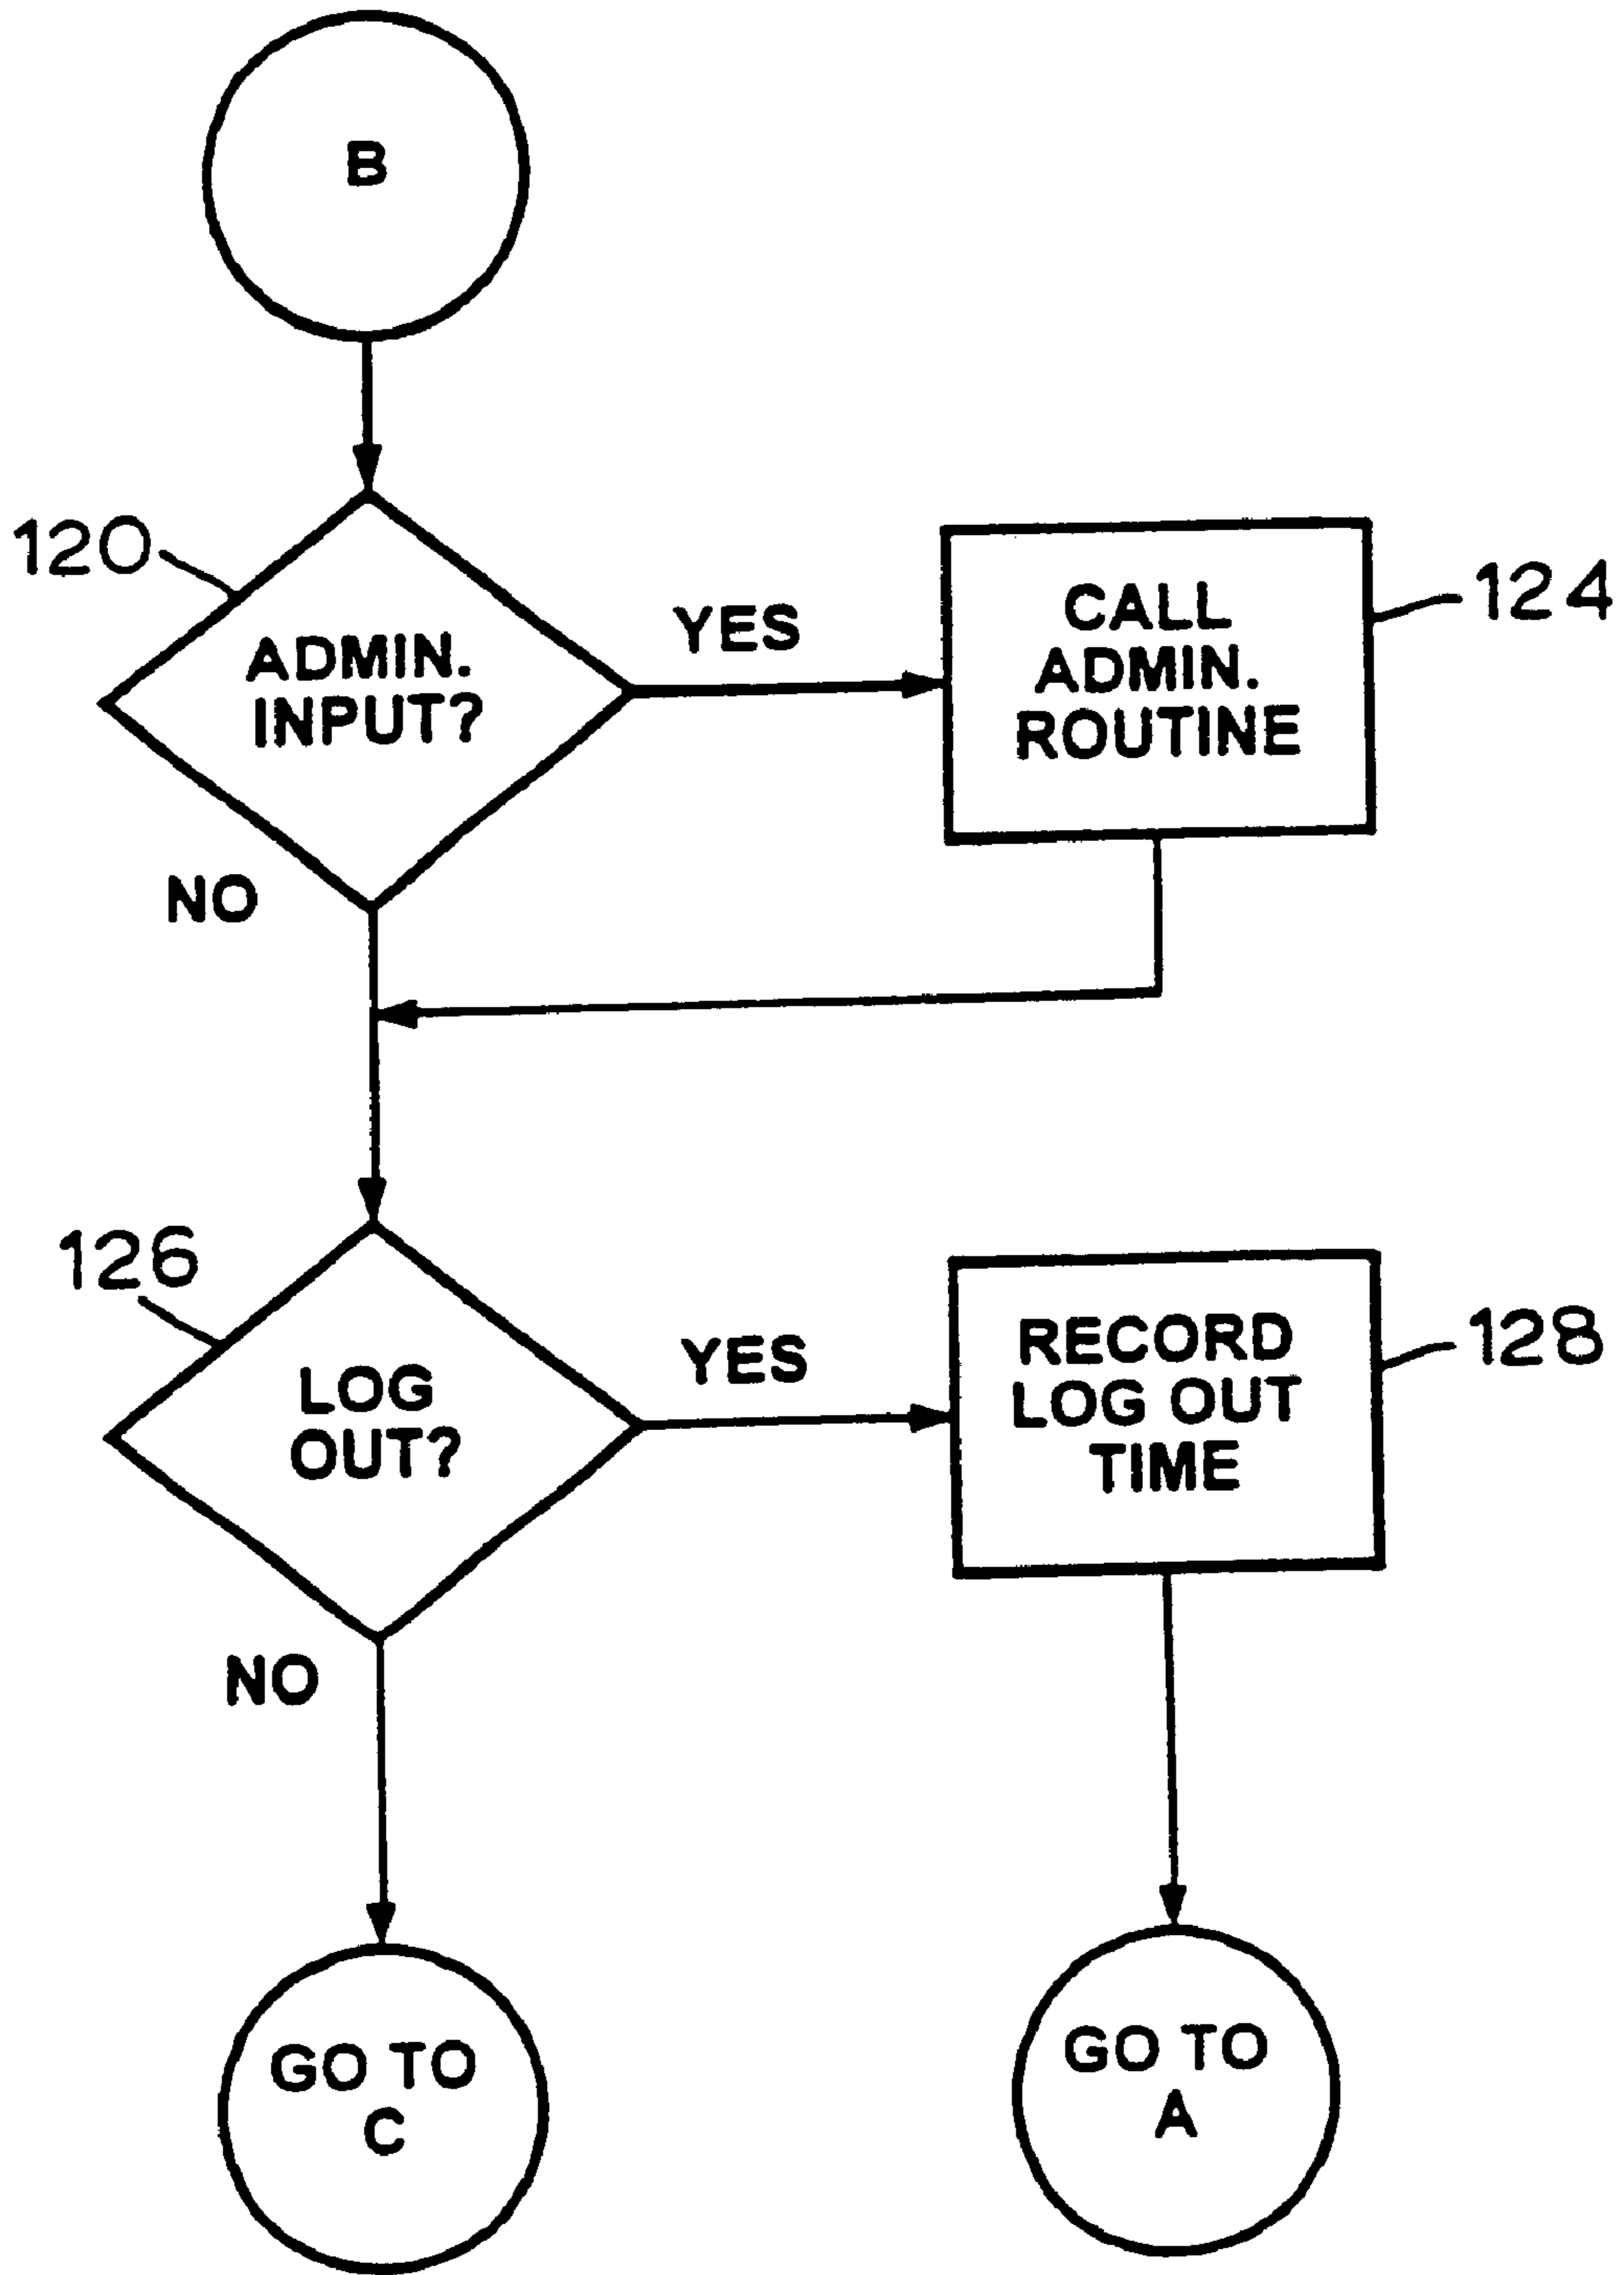 B
120
ADMIN.
INPUT?
YES
CALL
ADMIN.
ROUTINE
124
NO
126
LOG
OUT?
YES
RECORD
LOG OUT
TIME
128
NO
GO TO
C
GO TO
A